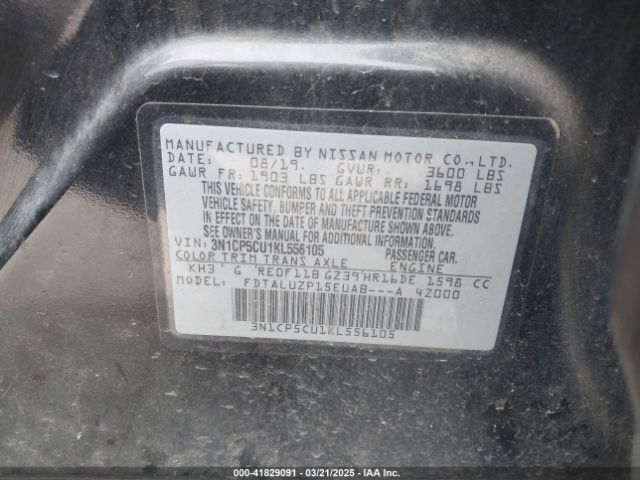 MANUFACTURED BY NISSAN MOTOR CO.,LTD.
DATE: 08/19. GVWR: 3600 LBS
GAWR FR: 1903 LBS GAWR RR: 1698 LBS
THIS VEHICLE CONFORMS TO ALL APPLICABLE FEDERAL MOTOR
VEHICLE SAFETY, BUMPER AND THEFT PREVENTION STANDARDS
IN EFFECT ON THE DATE OF MANUFACTURE SHOWN ABOVE.
SEE OWNER'S MANUAL FOR ADDITIONAL INFORMATION.
VIN: 3N1CP5CU1KL556105 PASSENGER CAR.
COLOR TRIM TRANS AXLE ENGINE
KH3 G RE0F11B GZ39 HR16DE 1598 CC
MODEL: FDTALUZP15EUAB---A 42000
3N1CP5CU1KL556105
000-41829091 - 03/21/2025 - IAA Inc.